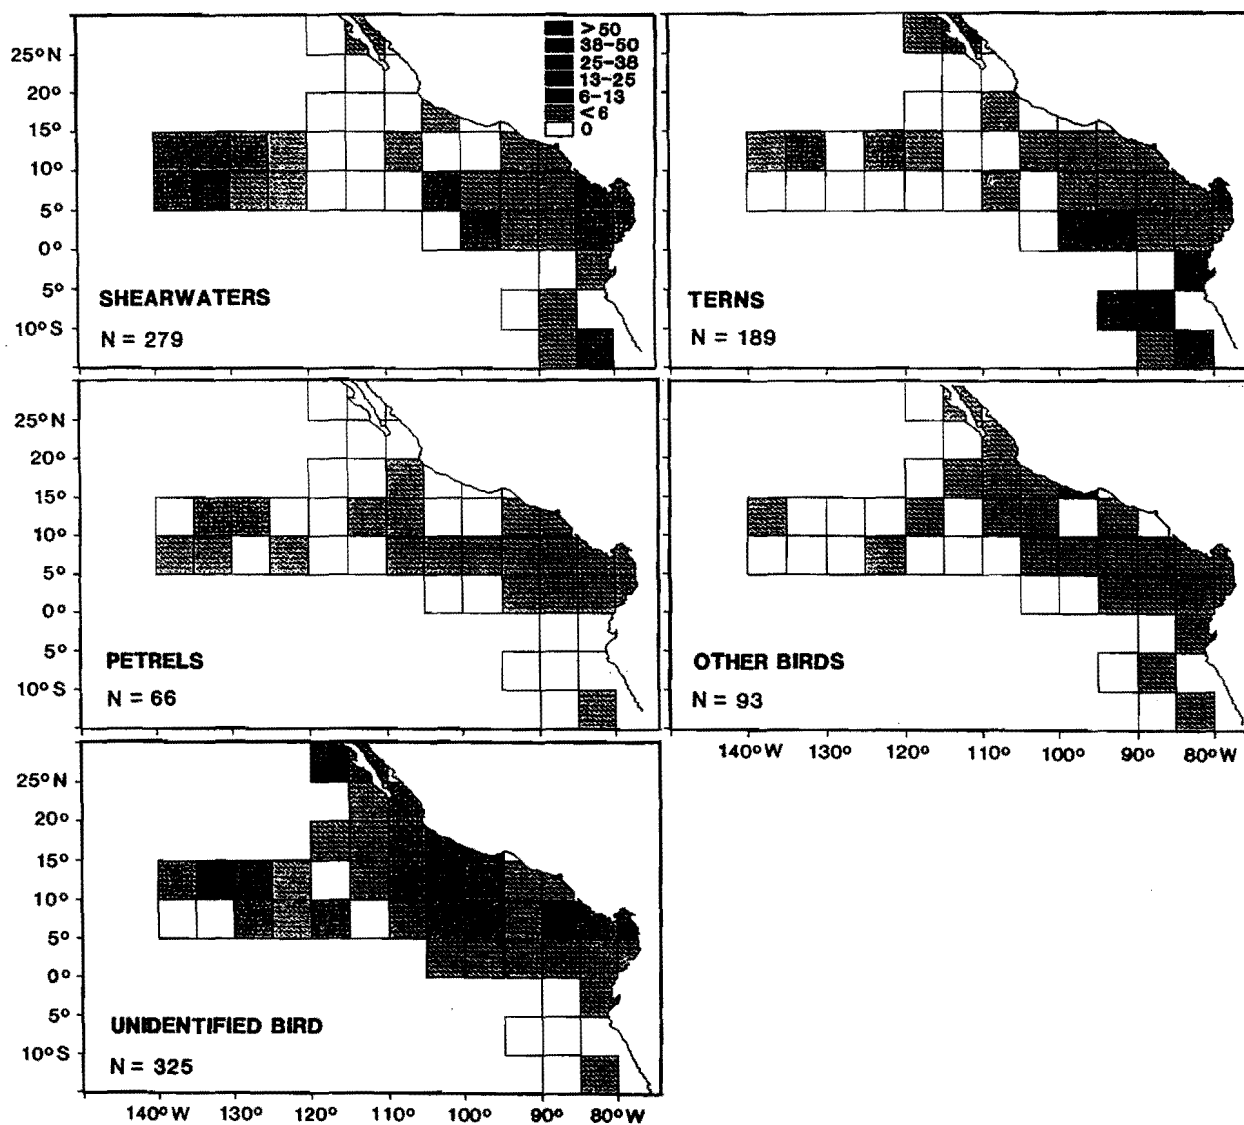 > 50
38-50
25-38
13-25
6-13
< 6
0
25°N
20°
15°
10°
5°
0°
5°
10°S
SHEARWATERS
N = 279
TERNS
N = 189
25°N
20°
15°
10°
5°
0°
5°
10°S
PETRELS
N = 66
OTHER BIRDS
N = 93
140°W 130° 120° 110° 100° 90° 80°W
25°N
20°
15°
10°
5°
0°
5°
10°S
UNIDENTIFIED BIRD
N = 325
140°W 130° 120° 110° 100° 90° 80°W